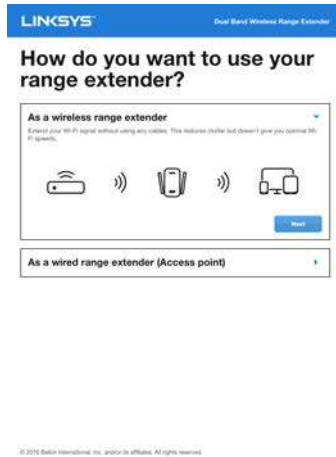 LINKSYS
Dual Band Wireless Range Extender
How do you want to use your
range extender?
As a wireless range extender
Extend your Wi-Fi signal without using any cables. This reduces clutter but doesn't give you optimal Wi-
Fi speeds.
Next
As a wired range extender (Access point)
© 2016 Belkin International, Inc. and/or its affiliates. All rights reserved.